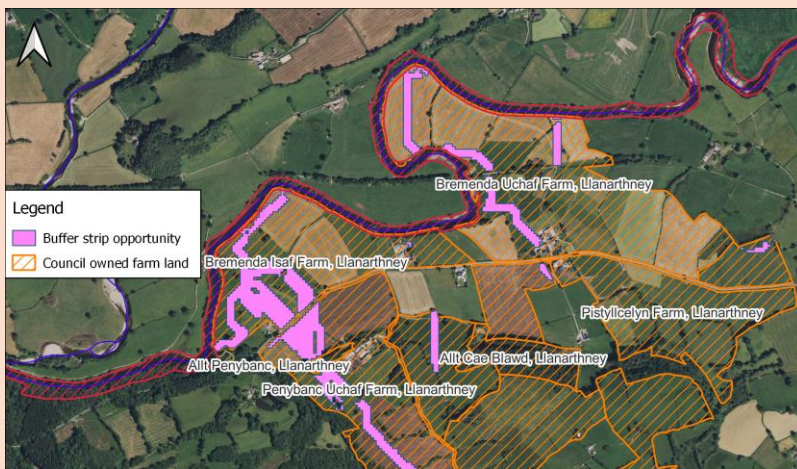 Bremenda Uchaf Farm, Llanarthney
Legend
Buffer strip opportunity
Council owned farm land
Bremenda Isaf Farm, Llanarthney
Pistyllcelyn Farm, Llanarthney
Allt Penybanc, Llanarthney
Allt Cae Blawd, Llanarthney
Penybanc Uchaf Farm, Llanarthney